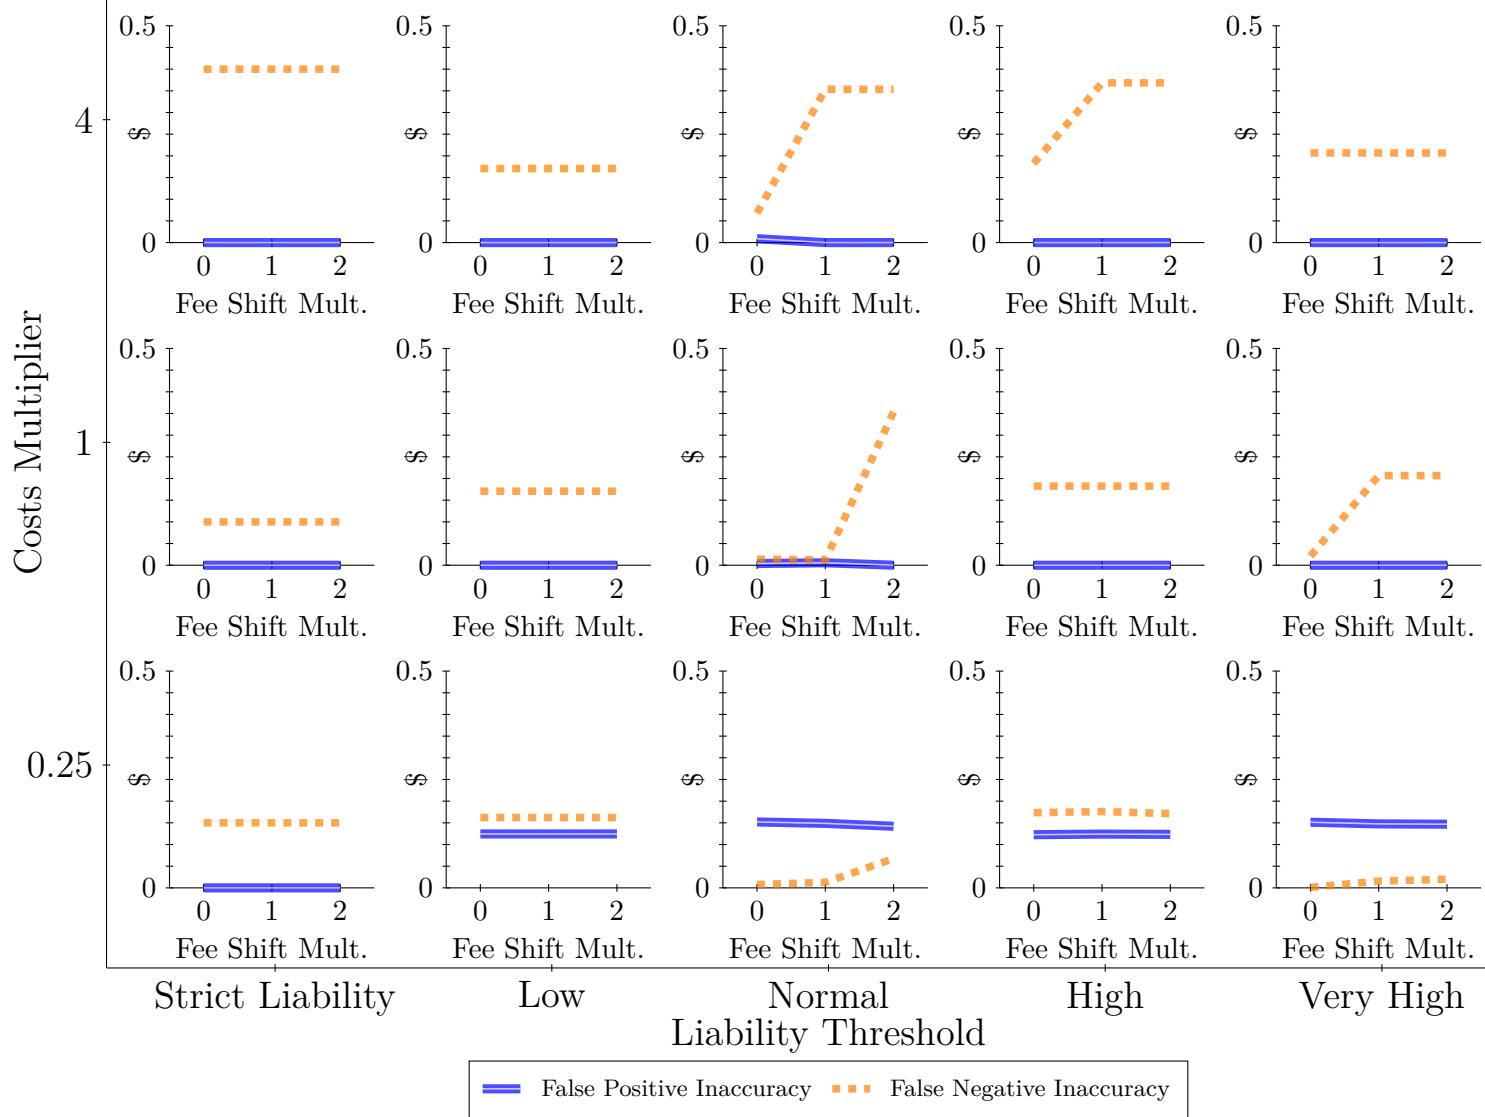 0.5 0.5 0.5 0.5 0.5
4
$ $ $ $ $
0 0 0 0 0
0 1 2 0 1 2 0 1 2 0 1 2 0 1 2
Fee Shift Mult. Fee Shift Mult. Fee Shift Mult. Fee Shift Mult. Fee Shift Mult.
Costs Multiplier
0.5 0.5 0.5 0.5 0.5
1
$ $ $ $ $
0 0 0 0 0
0 1 2 0 1 2 0 1 2 0 1 2 0 1 2
Fee Shift Mult. Fee Shift Mult. Fee Shift Mult. Fee Shift Mult. Fee Shift Mult.
0.5 0.5 0.5 0.5 0.5
0.25
$ $ $ $ $
0 0 0 0 0
0 1 2 0 1 2 0 1 2 0 1 2 0 1 2
Fee Shift Mult. Fee Shift Mult. Fee Shift Mult. Fee Shift Mult. Fee Shift Mult.
Strict Liability Low Normal High Very High
Liability Threshold
False Positive Inaccuracy False Negative Inaccuracy